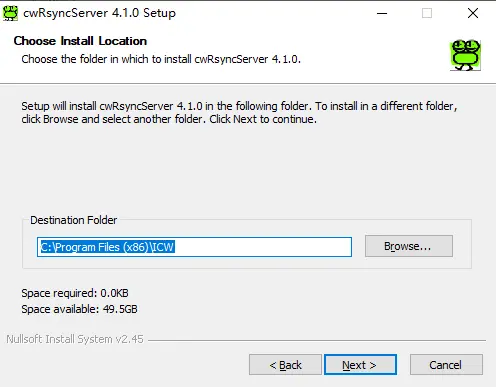 cwRsyncServer 4.1.0 Setup
Choose Install Location
Choose the folder in which to install cwRsyncServer 4.1.0.
Setup will install cwRsyncServer 4.1.0 in the following folder. To install in a different folder,
click Browse and select another folder. Click Next to continue.
Destination Folder
C:\Program Files (x86)\ICW
Browse...
Space required: 0.0KB
Space available: 49.5GB
Nullsoft Install System v2.45
< Back
Next >
Cancel